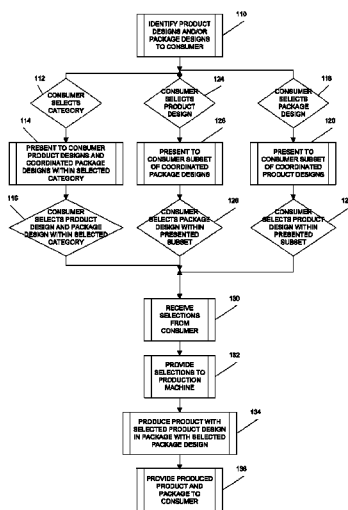 110
IDENTIFY PRODUCT
DESIGNS AND/OR
PACKAGE DESIGNS
TO CONSUMER
112
CONSUMER
SELECTS
CATEGORY
124
CONSUMER
SELECTS
PRODUCT
DESIGN
118
CONSUMER
SELECTS
PACKAGE
DESIGN
114
PRESENT TO CONSUMER
PRODUCT DESIGNS AND
COORDINATED PACKAGE
DESIGNS WITHIN SELECTED
CATEGORY
126
PRESENT TO
CONSUMER SUBSET
OF COORDINATED
PACKAGE DESIGNS
120
PRESENT TO
CONSUMER SUBSET
OF COORDINATED
PRODUCT DESIGNS
116
CONSUMER
SELECTS PRODUCT
DESIGN AND PACKAGE
DESIGN WITHIN SELECTED
CATEGORY
CONSUMER
SELECTS PACKAGE
DESIGN WITHIN
PRESENTED
SUBSET
CONSUMER
SELECTS PRODUCT
DESIGN WITHIN
PRESENTED
SUBSET
130
RECEIVE
SELECTIONS
FROM
CONSUMER
132
PROVIDE
SELECTIONS TO
PRODUCTION
MACHINE
134
PRODUCE PRODUCT WITH
SELECTED PRODUCT DESIGN
IN PACKAGE WITH SELECTED
PACKAGE DESIGN
136
PROVIDE PRODUCED
PRODUCT AND
PACKAGE TO
CONSUMER